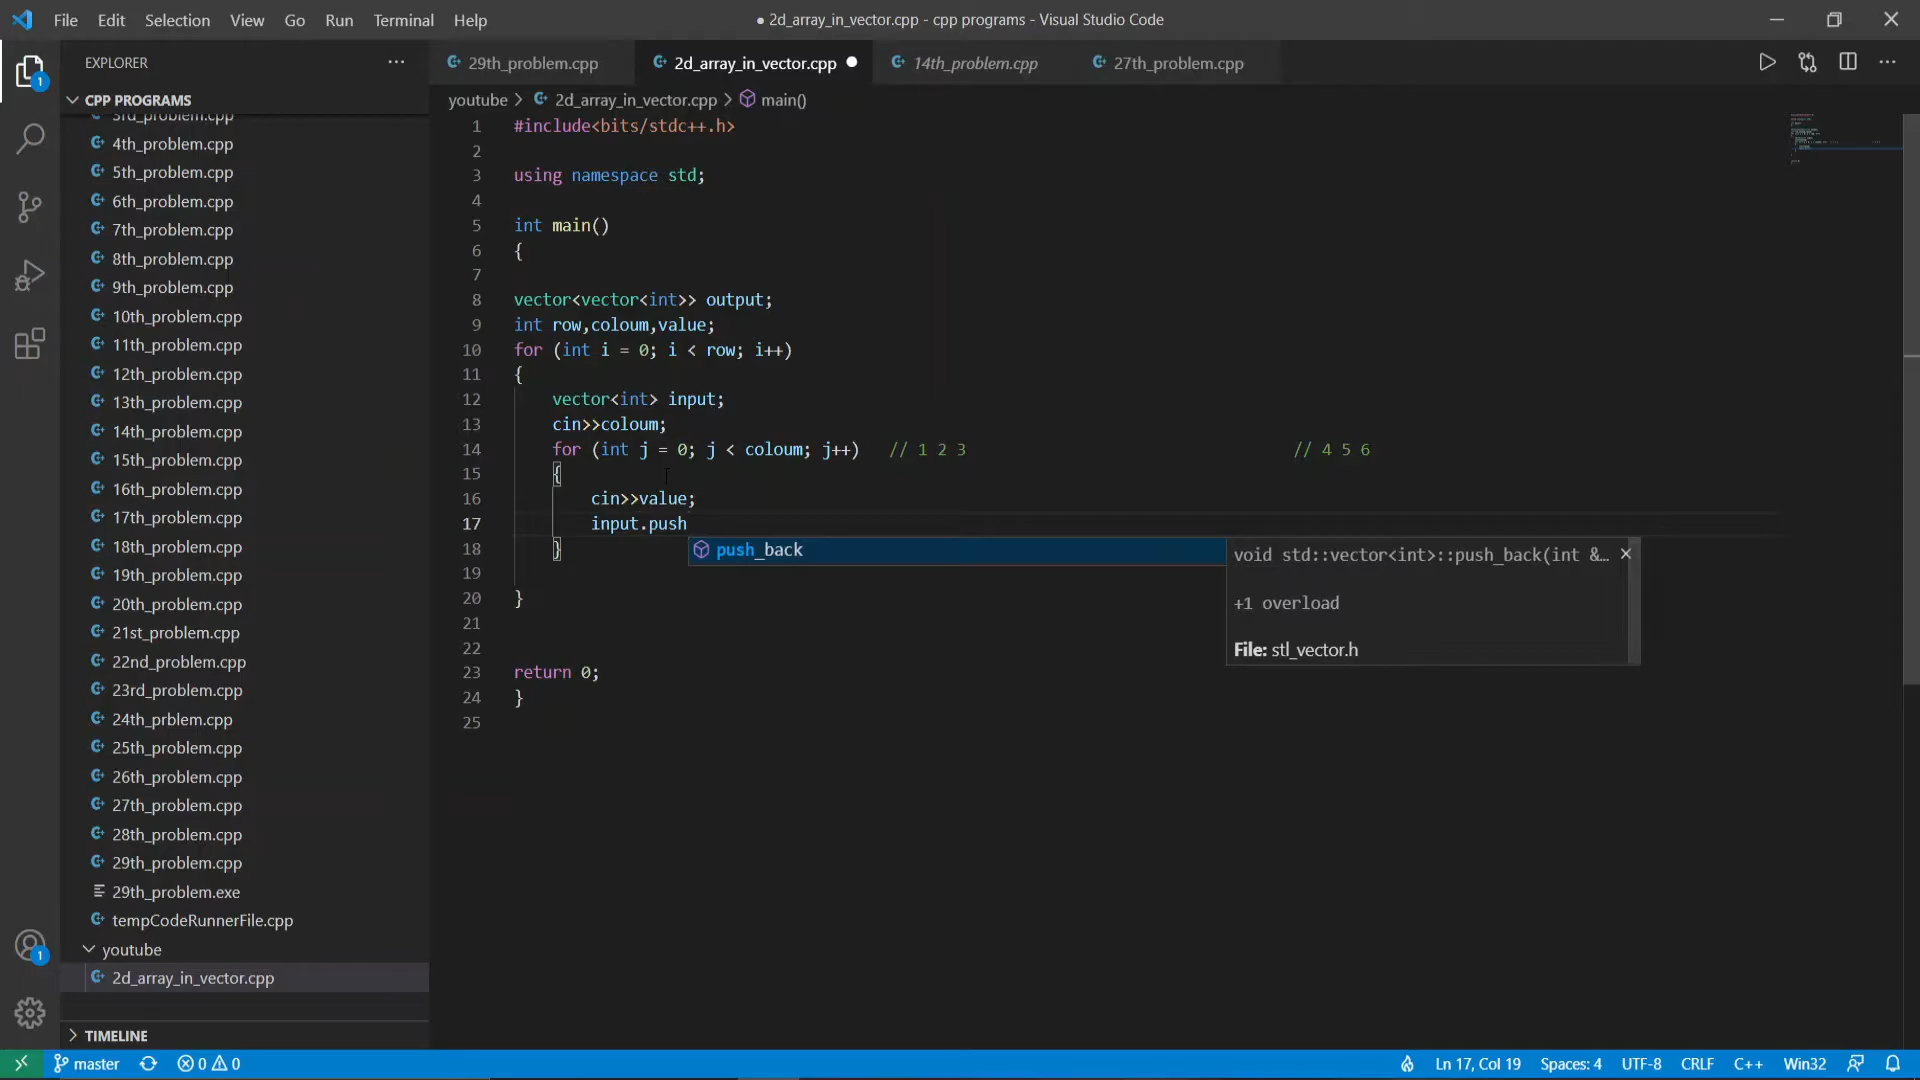 File Edit Selection View Go Run Terminal Help
● 2d_array_in_vector.cpp - cpp programs - Visual Studio Code
EXPLORER
29th_problem.cpp
2d_array_in_vector.cpp
14th_problem.cpp
27th_problem.cpp
1
CPP PROGRAMS
3rd_problem.cpp
4th_problem.cpp
5th_problem.cpp
6th_problem.cpp
7th_problem.cpp
8th_problem.cpp
9th_problem.cpp
10th_problem.cpp
11th_problem.cpp
12th_problem.cpp
13th_problem.cpp
14th_problem.cpp
15th_problem.cpp
16th_problem.cpp
17th_problem.cpp
18th_problem.cpp
19th_problem.cpp
20th_problem.cpp
21st_problem.cpp
22nd_problem.cpp
23rd_problem.cpp
24th_prblem.cpp
25th_problem.cpp
26th_problem.cpp
27th_problem.cpp
28th_problem.cpp
29th_problem.cpp
29th_problem.exe
tempCodeRunnerFile.cpp
youtube
2d_array_in_vector.cpp
TIMELINE
1
youtube > 2d_array_in_vector.cpp > main()
1 #include<bits/stdc++.h>
2
3 using namespace std;
4
5 int main()
6 {
7
8 vector<vector<int>> output;
9 int row,coloum,value;
10 for (int i = 0; i < row; i++)
11 {
12 vector<int> input;
13 cin>>coloum;
14 for (int j = 0; j < coloum; j++) // 1 2 3 // 4 5 6
15 {
16 cin>>value;
17 input.push
18 }
19
20 }
21
22
23 return 0;
24 }
25
push_back
void std::vector<int>::push_back(int &…
+1 overload
File: stl_vector.h
master 0 0 Ln 17, Col 19 Spaces: 4 UTF-8 CRLF C++ Win32